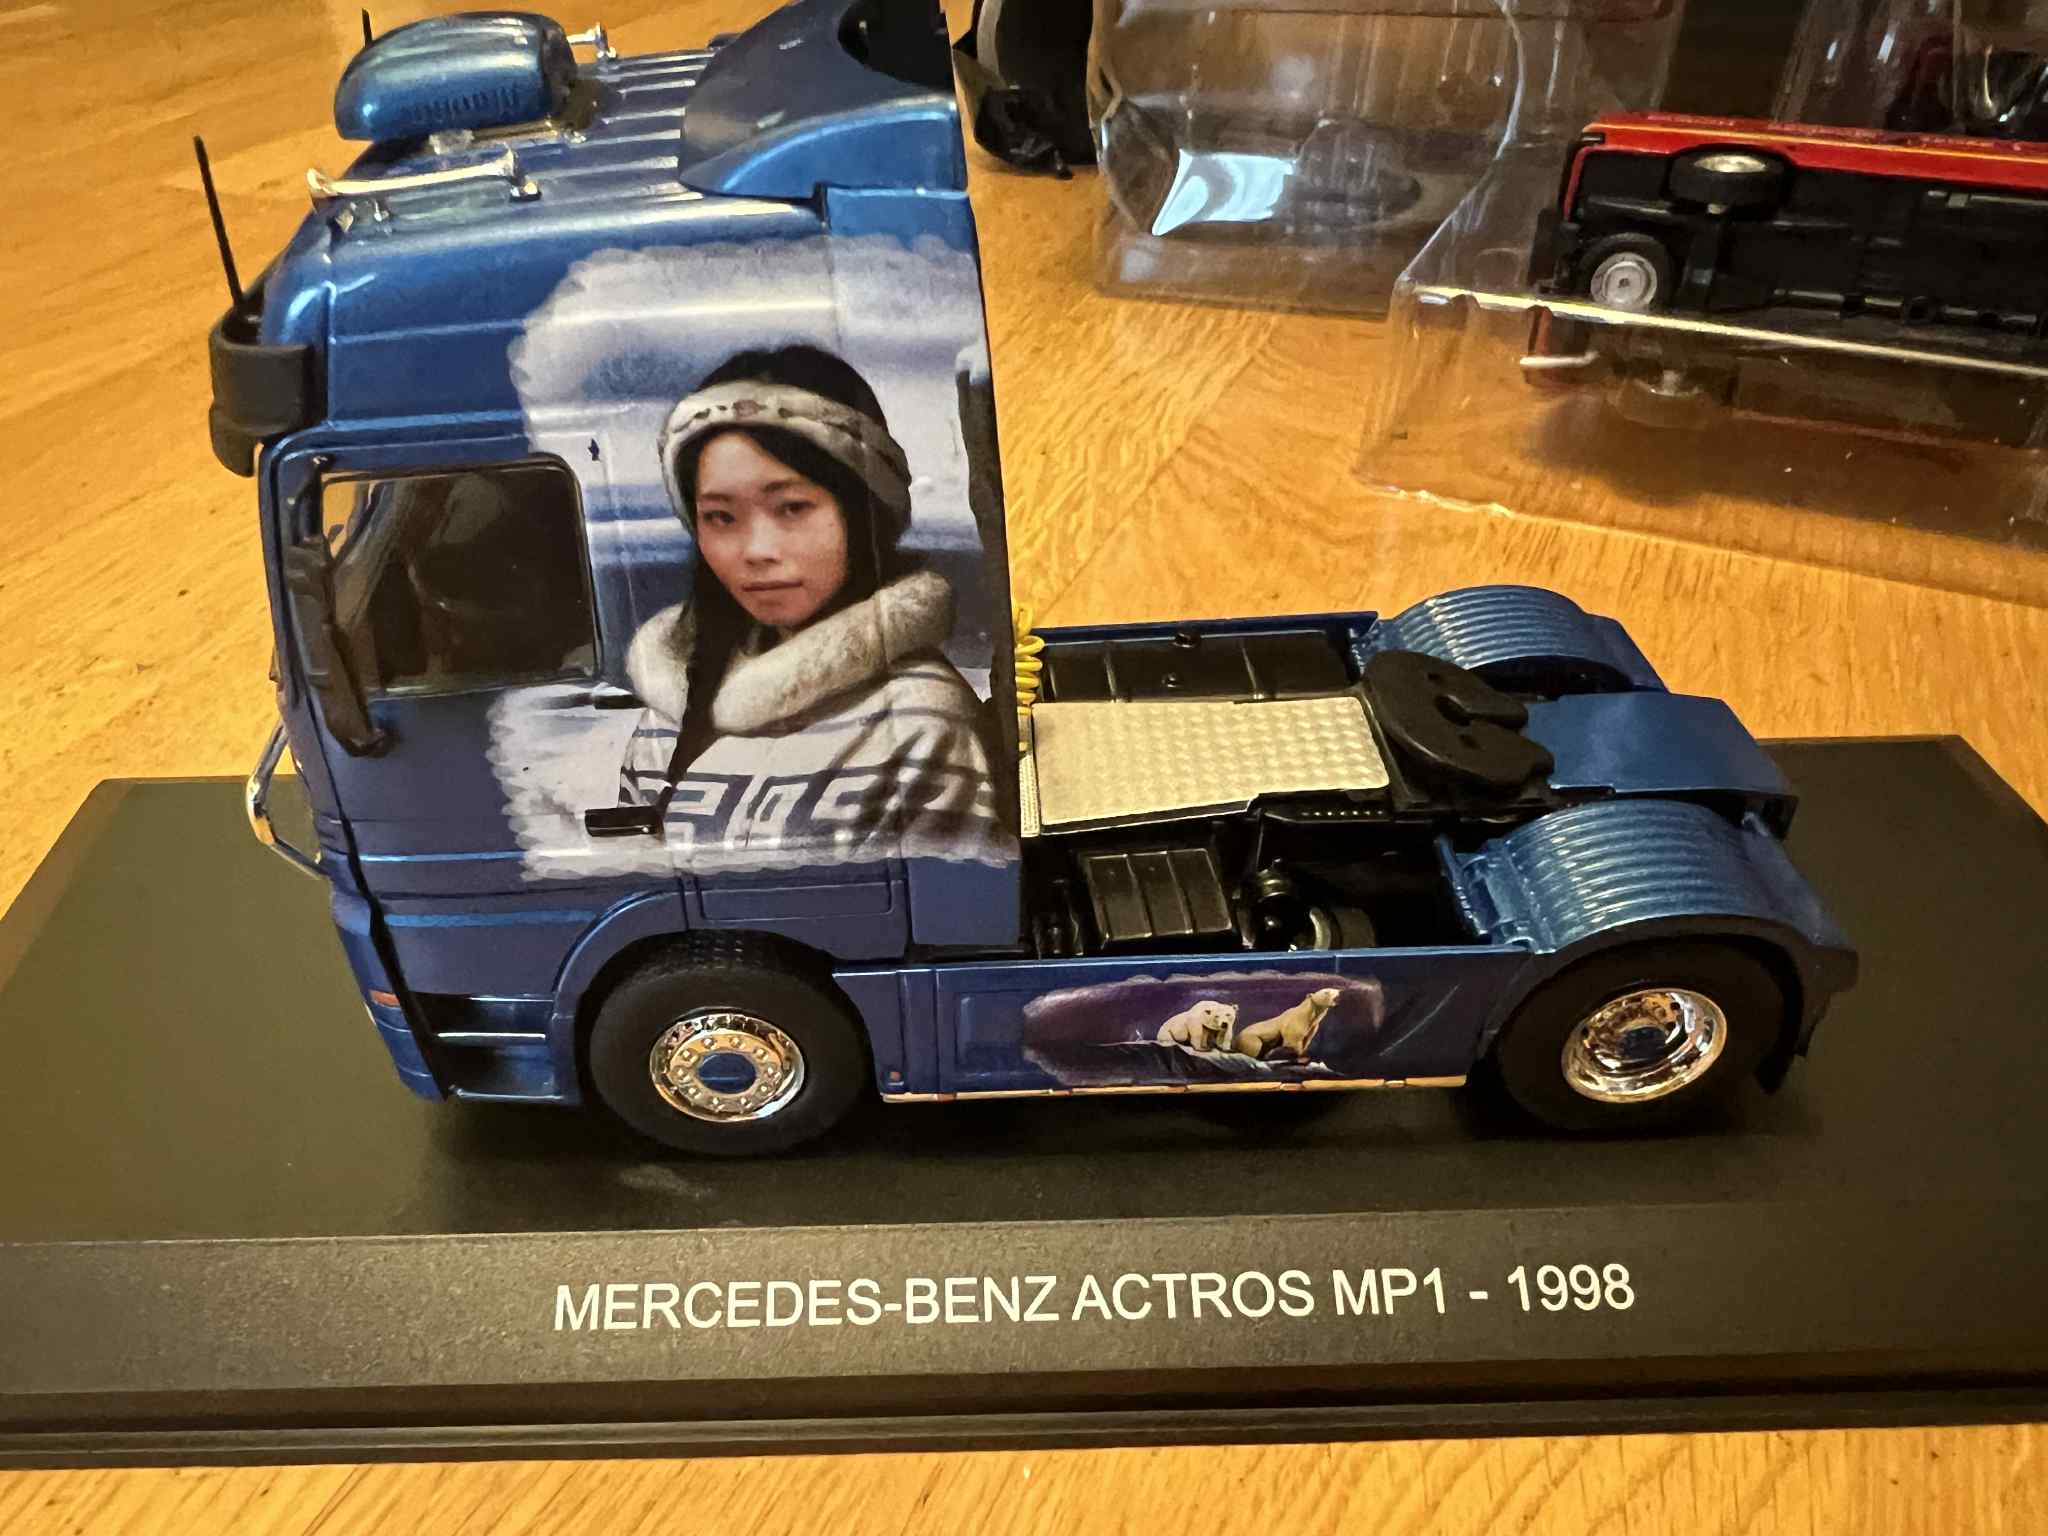 MERCEDES-BENZ ACTROS MP1 - 1998